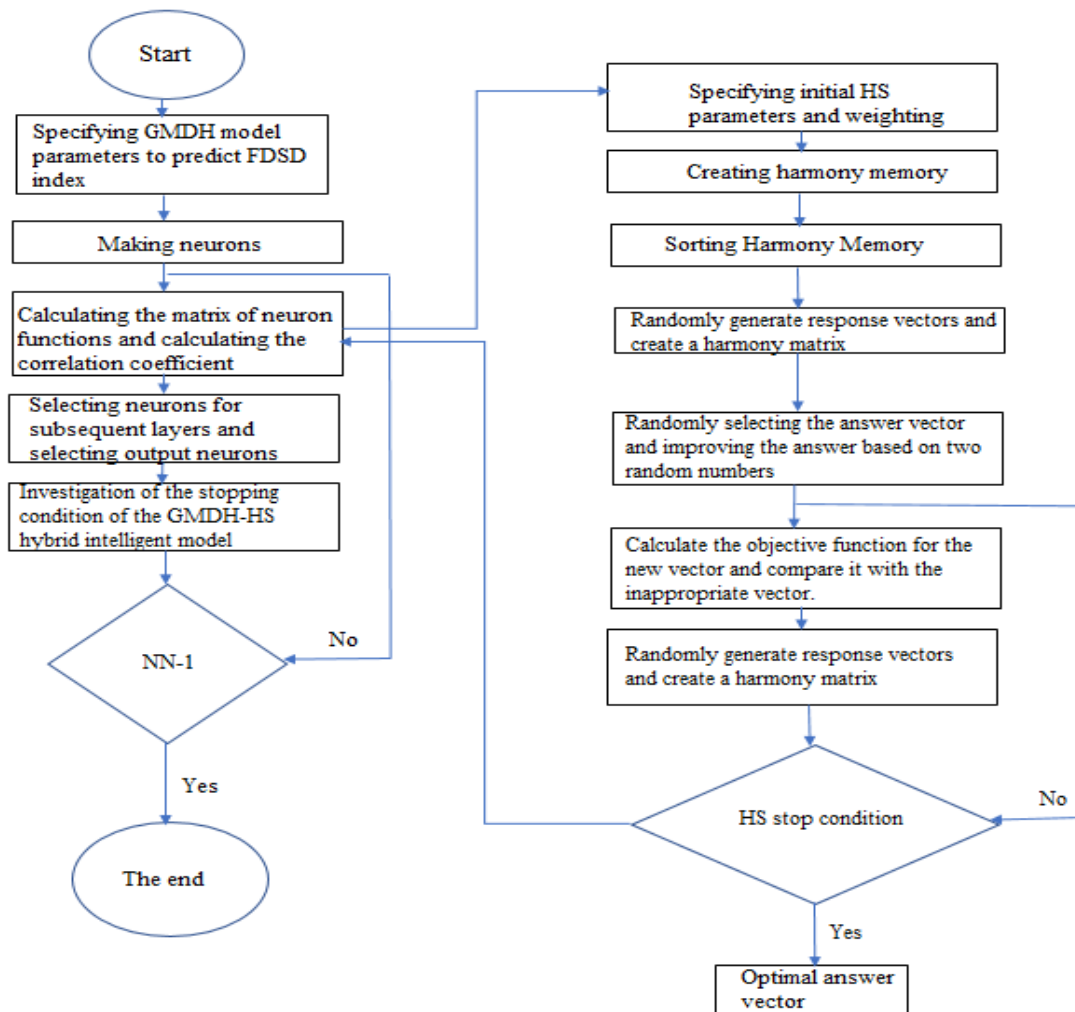 Start
Specifying GMDH model
parameters to predict FDSD
index
Making neurons
Calculating the matrix of neuron
functions and calculating the
correlation coefficient
Selecting neurons for
subsequent layers and
selecting output neurons
Investigation of the stopping
condition of the GMDH-HS
hybrid intelligent model
NN-1
No
Yes
The end
Specifying initial HS
parameters and weighting
Creating harmony memory
Sorting Harmony Memory
Randomly generate response vectors and
create a harmony matrix
Randomly selecting the answer vector
and improving the answer based on two
random numbers
Calculate the objective function for the
new vector and compare it with the
inappropriate vector.
Randomly generate response vectors
and create a harmony matrix
HS stop condition
No
Yes
Optimal answer
vector